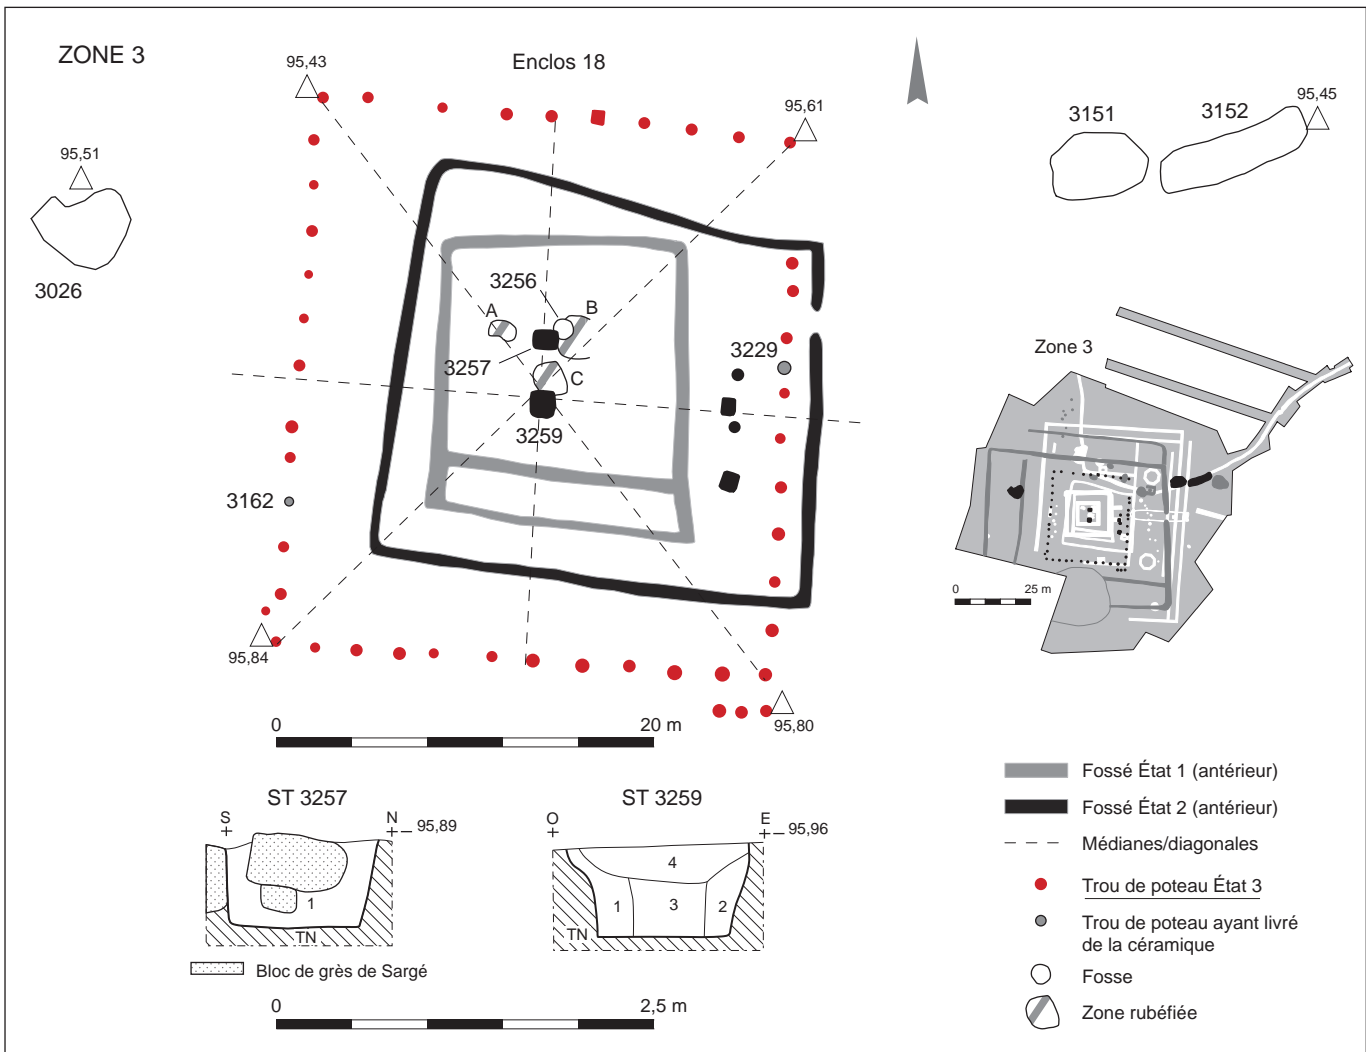 ZONE 3
95,43
Enclos 18
95,61
95,45
3151
3152
95,51
3026
3256
A
B
3257
C
3229
3259
3162
Zone 3
0 25 m
95,84
95,80
0 20 m
Fossé État 1 (antérieur)
Fossé État 2 (antérieur)
Médianes/diagonales
Trou de poteau État 3
Trou de poteau ayant livré
de la céramique
Fosse
Zone rubéfiée
ST 3257
S N 95,89
1
TN
ST 3259
O E 95,96
4
1 3 2
TN
Bloc de grès de Sargé
0 2,5 m